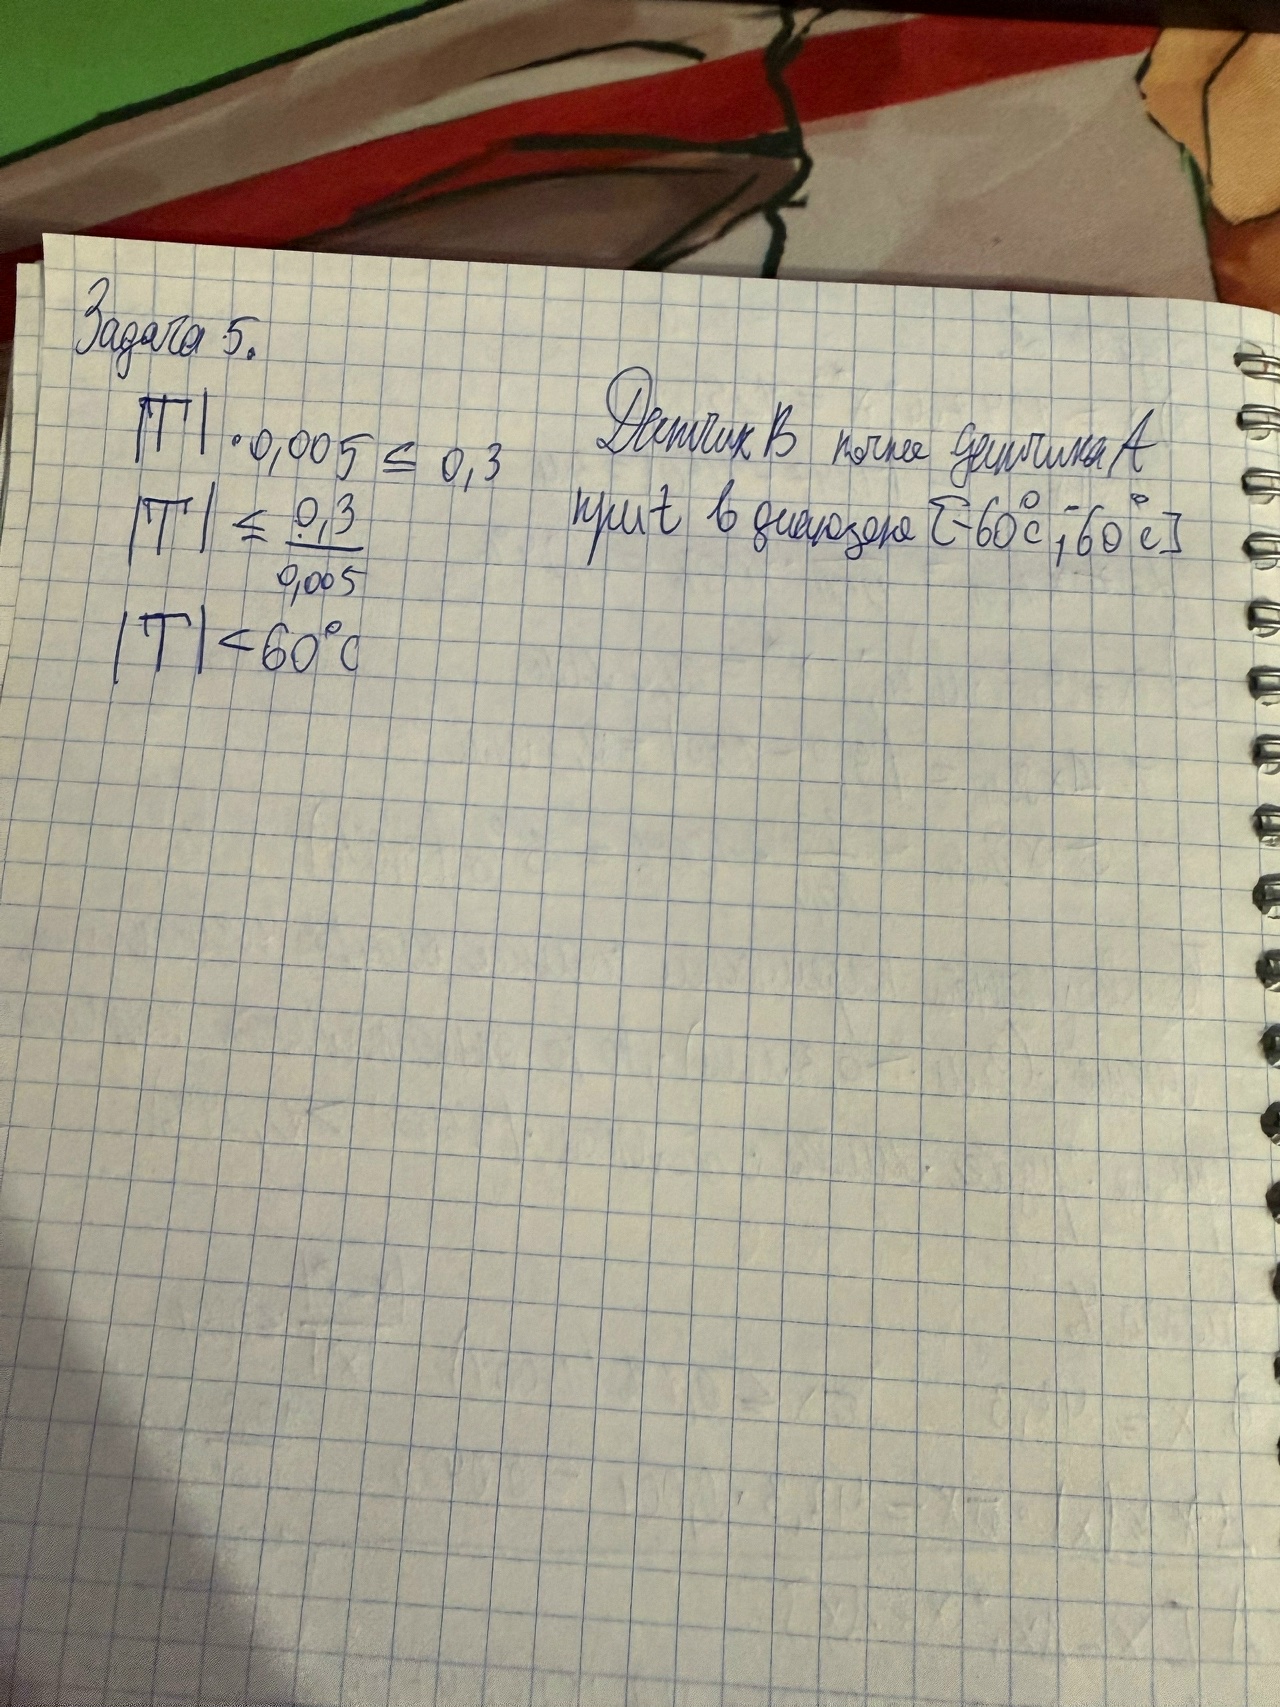 Задача 5.
|T| · 0,005 ≤ 0,3
|T| ≤ 0,3
0,005
|T| < 60°C
Датчик B точнее датчика A
при t в диапазоне [-60°C; 60°C]